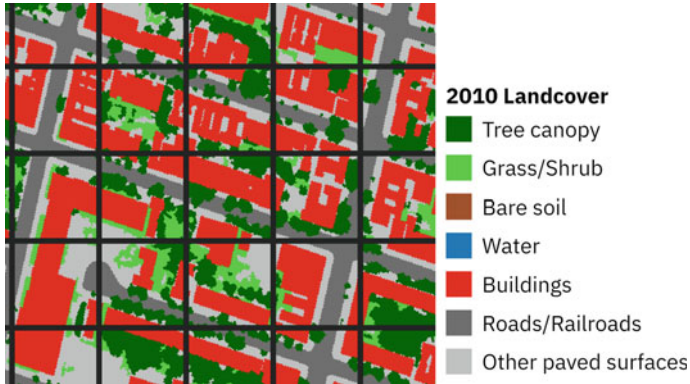 2010 Landcover
Tree canopy
Grass/Shrub
Bare soil
Water
Buildings
Roads/Railroads
Other paved surfaces